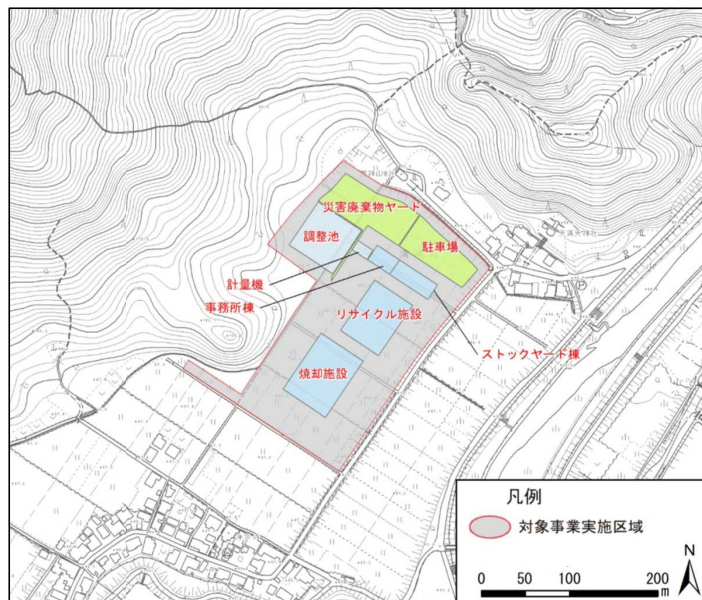 災害廃棄物ヤード
調整池
駐車場
計量機
事務所棟
リサイクル施設
ストックヤード棟
焼却施設
凡例
対象事業実施区域
N
0 50 100 200
m